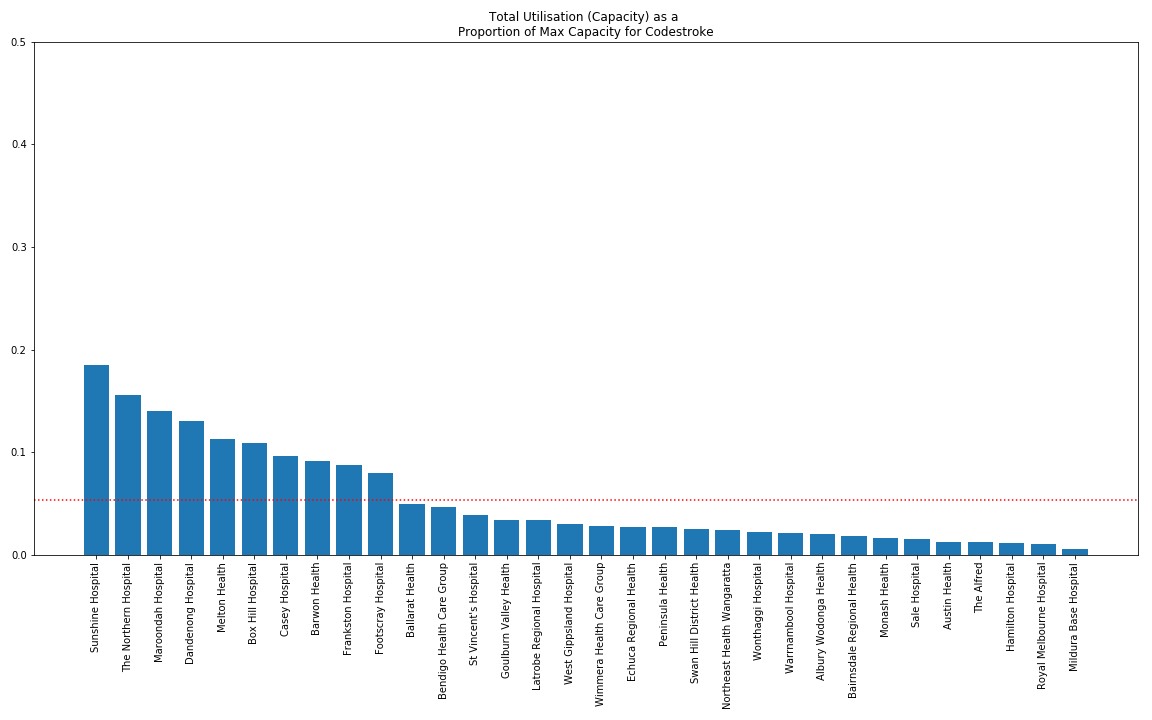 Total Utilisation (Capacity) as a
Proportion of Max Capacity for Codestroke
0.5
0.4
0.3
0.2
0.1
0.0
Sunshine Hospital
The Northern Hospital
Maroondah Hospital
Dandenong Hospital
Melton Health
Box Hill Hospital
Casey Hospital
Barwon Health
Frankston Hospital
Footscray Hospital
Ballarat Health
Bendigo Health Care Group
St Vincent's Hospital
Goulburn Valley Health
Latrobe Regional Hospital
West Gippsland Hospital
Wimmera Health Care Group
Echuca Regional Health
Peninsula Health
Swan Hill District Health
Northeast Health Wangaratta
Wonthaggi Hospital
Warrnambool Hospital
Albury Wodonga Health
Bairnsdale Regional Health
Monash Health
Sale Hospital
Austin Health
The Alfred
Hamilton Hospital
Royal Melbourne Hospital
Mildura Base Hospital